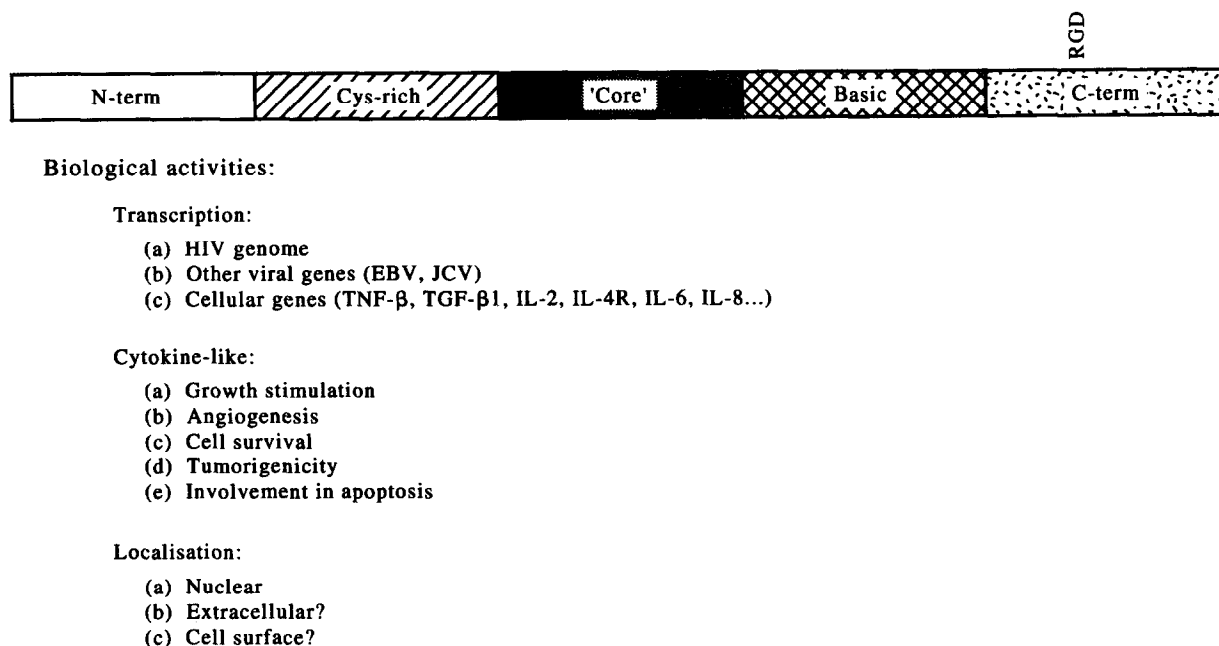 RGD
N-term Cys-rich 'Core' Basic C-term
Biological activities:
Transcription:
(a) HIV genome
(b) Other viral genes (EBV, JCV)
(c) Cellular genes (TNF-β, TGF-β1, IL-2, IL-4R, IL-6, IL-8...)
Cytokine-like:
(a) Growth stimulation
(b) Angiogenesis
(c) Cell survival
(d) Tumorigenicity
(e) Involvement in apoptosis
Localisation:
(a) Nuclear
(b) Extracellular?
(c) Cell surface?